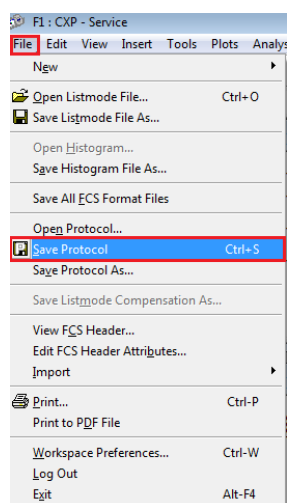 F1 : CXP - Service
File Edit View Insert Tools Plots Analys
New
Open Listmode File... Ctrl+O
Save Listmode File As...
Open Histogram...
Save Histogram File As...
Save All FCS Format Files
Open Protocol...
Save Protocol Ctrl+S
Save Protocol As...
Save Listmode Compensation As...
View FCS Header...
Edit FCS Header Attributes...
Import
Print... Ctrl-P
Print to PDF File
Workspace Preferences... Ctrl-W
Log Out
Exit Alt-F4